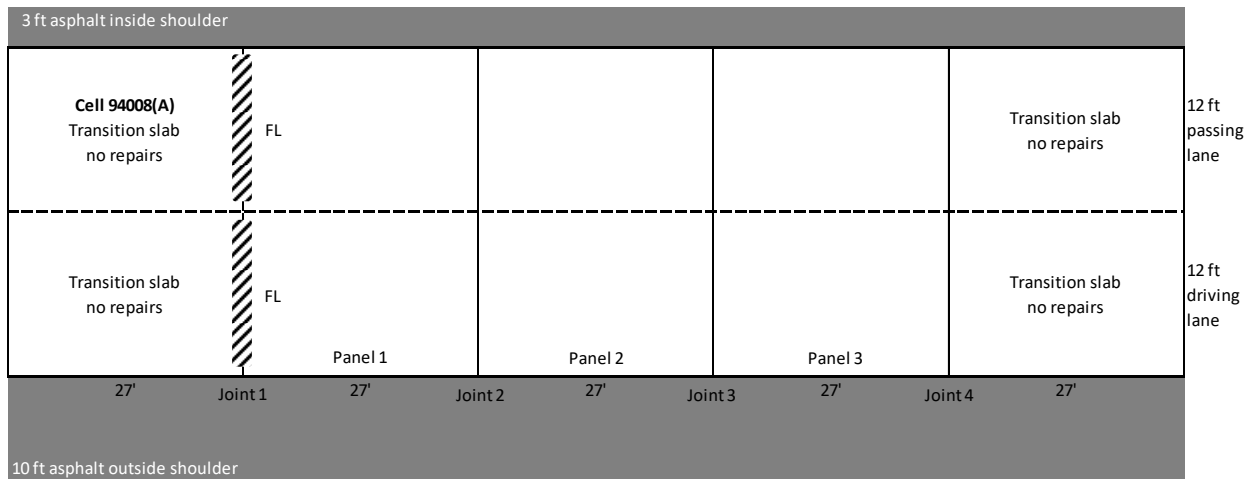 3 ft asphalt inside shoulder
Cell 94008(A)
Transition slab
no repairs
FL
Transition slab
no repairs
12 ft
passing
lane
Transition slab
no repairs
FL
Transition slab
no repairs
12 ft
driving
lane
Panel 1
Panel 2
Panel 3
27'
Joint 1
27'
Joint 2
27'
Joint 3
27'
Joint 4
27'
10 ft asphalt outside shoulder